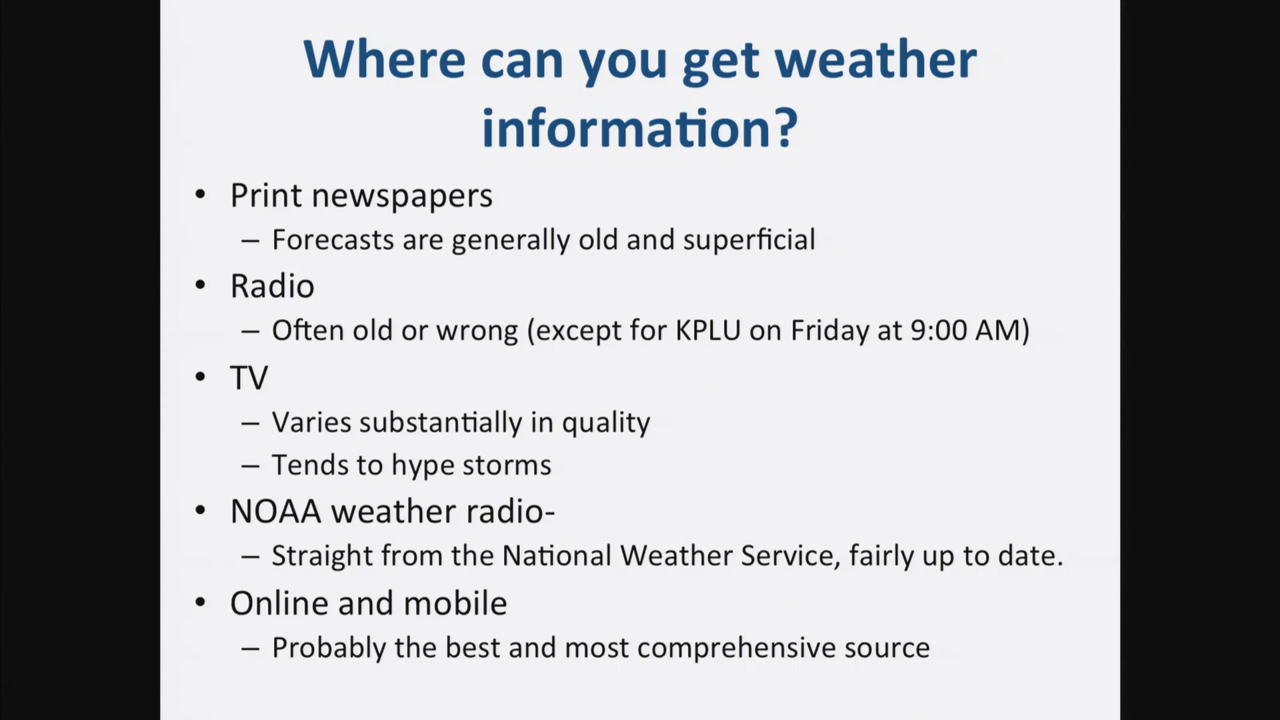 Where can you get weather
information?
• Print newspapers
– Forecasts are generally old and superficial
• Radio
– Often old or wrong (except for KPLU on Friday at 9:00 AM)
• TV
– Varies substantially in quality
– Tends to hype storms
• NOAA weather radio-
– Straight from the National Weather Service, fairly up to date.
• Online and mobile
– Probably the best and most comprehensive source